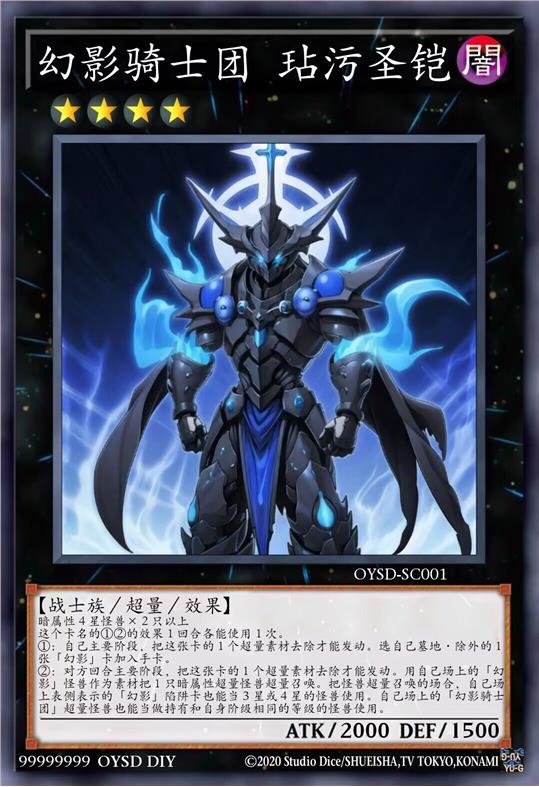 幻影骑士团 玷污圣铠
闇
OYSD-SC001
【战士族／超量／效果】
暗属性４星怪兽×２只以上
这个卡名的①②的效果１回合各能使用１次。
①：自己主要阶段，把这张卡的１个超量素材去除才能发动。选自己墓地·除外的１
张「幻影」卡加入手卡。
②：对方回合主要阶段，把这张卡的１个超量素材去除才能发动。用自己场上的「幻
影」怪兽作为素材把１只暗属性超量怪兽超量召唤。把怪兽超量召唤的场合，自己场
上表侧表示的「幻影」陷阱卡也能当３星或４星的怪兽使用。自己场上的「幻影骑士
团」超量怪兽也能当做持有和自身阶级相同的等级的怪兽使用。
ATK/2000 DEF/1500
99999999 OYSD DIY ©2020 Studio Dice/SHUEISHA,TV TOKYO,KONAMI